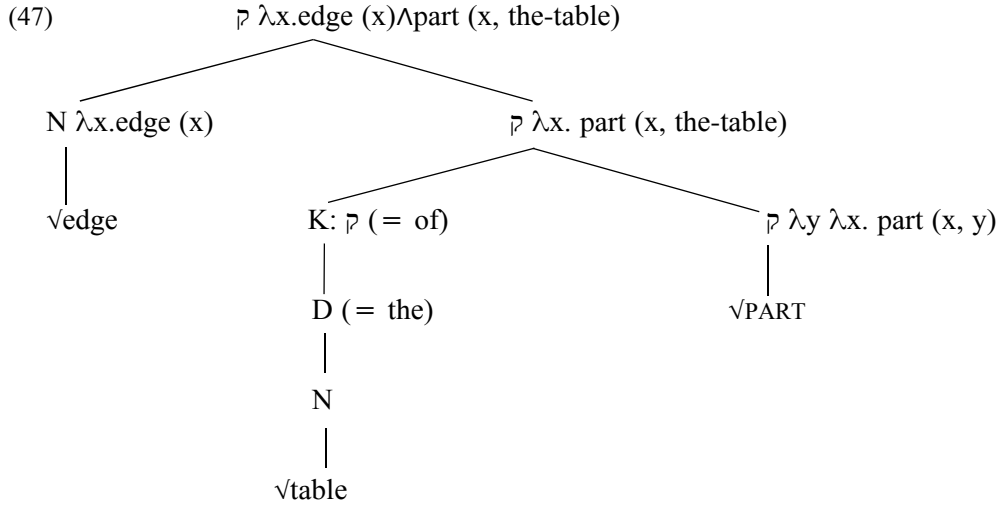 (47) ק λx.edge (x)∧part (x, the-table)
N λx.edge (x) ק λx. part (x, the-table)
√edge K: ק (= of) ק λy λx. part (x, y)
D (= the) √PART
N
√table